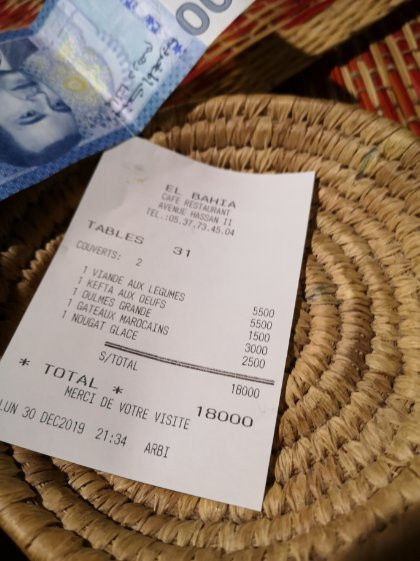 00
EL BAHIA
CAFE RESTAURANT
AVENUE HASSAN II
TEL.:05.37.73.45.04
TABLES 31
COUVERTS: 2
1 VIANDE AUX LEGUMES 5500
1 KEFTA AUX OEUFS 5500
1 OULMES GRANDE 1500
1 GATEAUX MAROCAINS 3000
1 NOUGAT GLACE 2500
S/TOTAL 18000
* TOTAL * 18000
MERCI DE VOTRE VISITE
LUN 30 DEC2019 21:34 ARBI